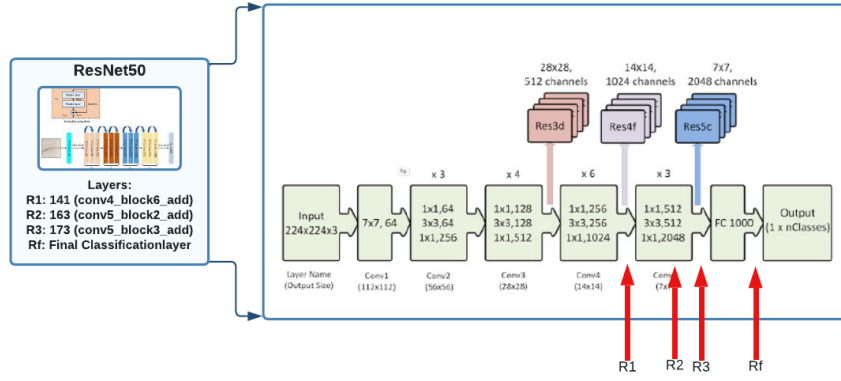 ResNet50
Layers:
R1: 141 (conv4_block6_add)
R2: 163 (conv5_block2_add)
R3: 173 (conv5_block3_add)
Rf: Final Classificationlayer
28x28,
512 channels
14x14,
1024 channels
7x7,
2048 channels
Res3d
Res4f
Res5c
x 3
x 4
x 6
x 3
Input
224x224x3
7x7, 64
1x1,64
3x3,64
1x1,256
1x1,128
3x3,128
1x1,512
1x1,256
3x3,256
1x1,1024
1x1,512
3x3,512
1x1,2048
FC 1000
Output
(1 x nClasses)
Layer Name
(Output Size)
Conv1
(112x112)
Conv2
(56x56)
Conv3
(28x28)
Conv4
(14x14)
R1
R2
R3
Rf